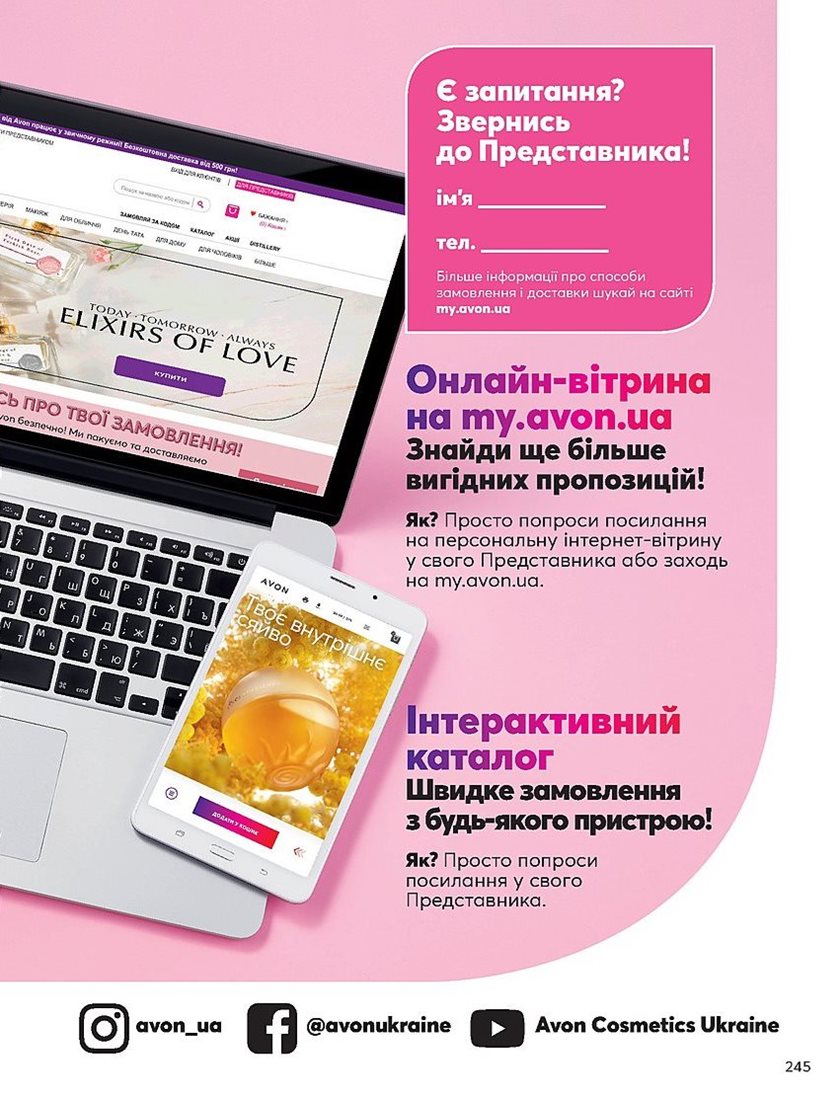 Є запитання?
Звернись
до Представника!
ім'я
тел.
Більше інформації про способи
замовлення і доставки шукай на сайті
my.avon.ua
від Avon працює у звичному режимі! Безкоштовна доставка від 500 грн!
ПРЕДСТАВНИКОМ
ВХІД ДЛЯ КЛІЄНТІВ | ДЛЯ ПРЕДСТАВНИКІВ
Пошук за назвою або кодом
БАЖАННЯ
(0) Кошик
ЗАМОВЛЯЙ ЗА КОДОМ КАТАЛОГ АКЦІЇ DISTILLERY
МАКІЯЖ ДЛЯ ОБЛИЧЧЯ ДЕНЬ ТАТА ДЛЯ ДОМУ ДЛЯ ЧОЛОВІКІВ БІЛЬШЕ
TODAY · TOMORROW · ALWAYS
ELIXIRS OF LOVE
КУПИТИ
СЬ ПРО ТВОЇ ЗАМОВЛЕННЯ!
von безпечно! Ми пакуємо та доставляємо
Онлайн-вітрина
на my.avon.ua
Знайди ще більше
вигідних пропозицій!
Як? Просто попроси посилання
на персональну інтернет-вітрину
у свого Представника або заходь
на my.avon.ua.
AVON
Твоє внутрішнє
сяйво
ДОДАТИ У КОШИК
Інтерактивний
каталог
Швидке замовлення
з будь-якого пристрою!
Як? Просто попроси
посилання у свого
Представника.
avon_ua @avonukraine Avon Cosmetics Ukraine
245